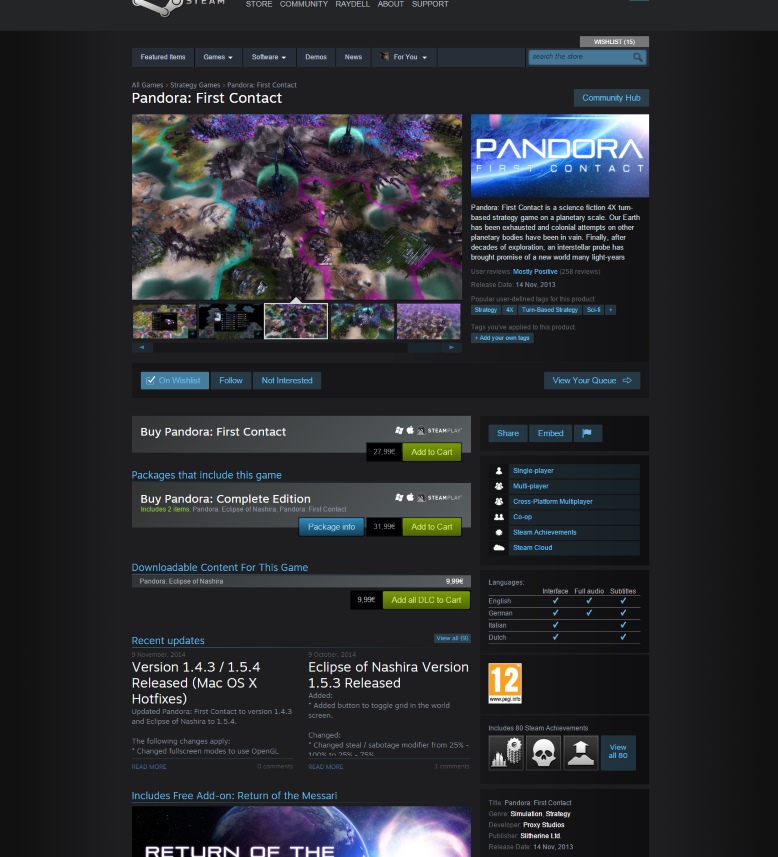 STEAM
STORE COMMUNITY RAYDELL ABOUT SUPPORT
WISHLIST (15)
Featured Items Games Software Demos News For You
search the store
All Games > Strategy Games > Pandora: First Contact
Pandora: First Contact
Community Hub
PANDORA
FIRST CONTACT
Pandora: First Contact is a science fiction 4X turn-
based strategy game on a planetary scale. Our Earth
has been exhausted and colonial attempts on other
planetary bodies have been in vain. Finally, after
decades of exploration, an interstellar probe has
brought promise of a new world many light-years
User reviews: Mostly Positive (258 reviews)
Release Date: 14 Nov, 2013
Popular user-defined tags for this product:
Strategy 4X Turn-Based Strategy Sci-fi +
Tags you've applied to this product:
+ Add your own tags
On Wishlist Follow Not Interested
View Your Queue
Buy Pandora: First Contact
STEAMPLAY
27,99€ Add to Cart
Packages that include this game
Buy Pandora: Complete Edition
STEAMPLAY
Includes 2 items: Pandora: Eclipse of Nashira, Pandora: First Contact
Package info 31,99€ Add to Cart
Downloadable Content For This Game
Pandora: Eclipse of Nashira 9,99€
9,99€ Add all DLC to Cart
Recent updates
View all (9)
9 November, 2014
Version 1.4.3 / 1.5.4
Released (Mac OS X
Hotfixes)
Updated Pandora: First Contact to version 1.4.3
and Eclipse of Nashira to 1.5.4.
The following changes apply:
* Changed fullscreen modes to use OpenGL
READ MORE 0 comments
9 October, 2014
Eclipse of Nashira Version
1.5.3 Released
Added:
* Added button to toggle grid in the world
screen.
Changed:
* Changed steal / sabotage modifier from 25% -
100% to 25% - 75%.
READ MORE 1 comments
Includes Free Add-on: Return of the Messari
RETURN OF THE
Share Embed
Single-player
Multi-player
Cross-Platform Multiplayer
Co-op
Steam Achievements
Steam Cloud
Languages:
Interface Full audio Subtitles
English ✔ ✔ ✔
German ✔ ✔ ✔
Italian ✔ ✔
Dutch ✔ ✔
12
www.pegi.info
Includes 80 Steam Achievements
View
all 80
Title: Pandora: First Contact
Genre: Simulation, Strategy
Developer: Proxy Studios
Publisher: Slitherine Ltd.
Release Date: 14 Nov, 2013